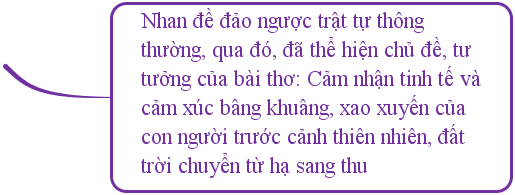 Nhan đề đảo ngược trật tự thông
thường, qua đó, đã thể hiện chủ đề, tư
tưởng của bài thơ: Cảm nhận tinh tế và
cảm xúc bâng khuâng, xao xuyến của
con người trước cảnh thiên nhiên, đất
trời chuyển từ hạ sang thu